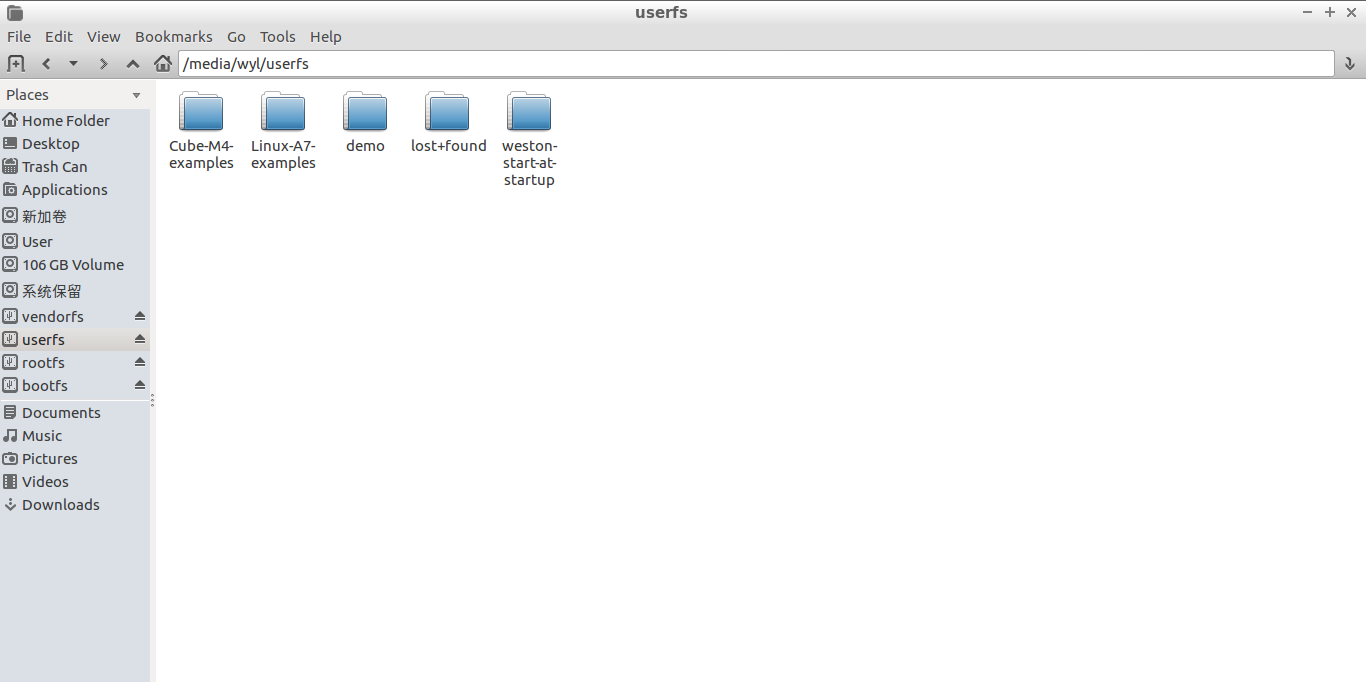 userfs
File Edit View Bookmarks Go Tools Help
/media/wyl/userfs
Places
Home Folder
Desktop
Trash Can
Applications
新加卷
User
106 GB Volume
系统保留
vendorfs
userfs
rootfs
bootfs
Documents
Music
Pictures
Videos
Downloads
Cube-M4-
examples
Linux-A7-
examples
demo
lost+found
weston-
start-at-
startup